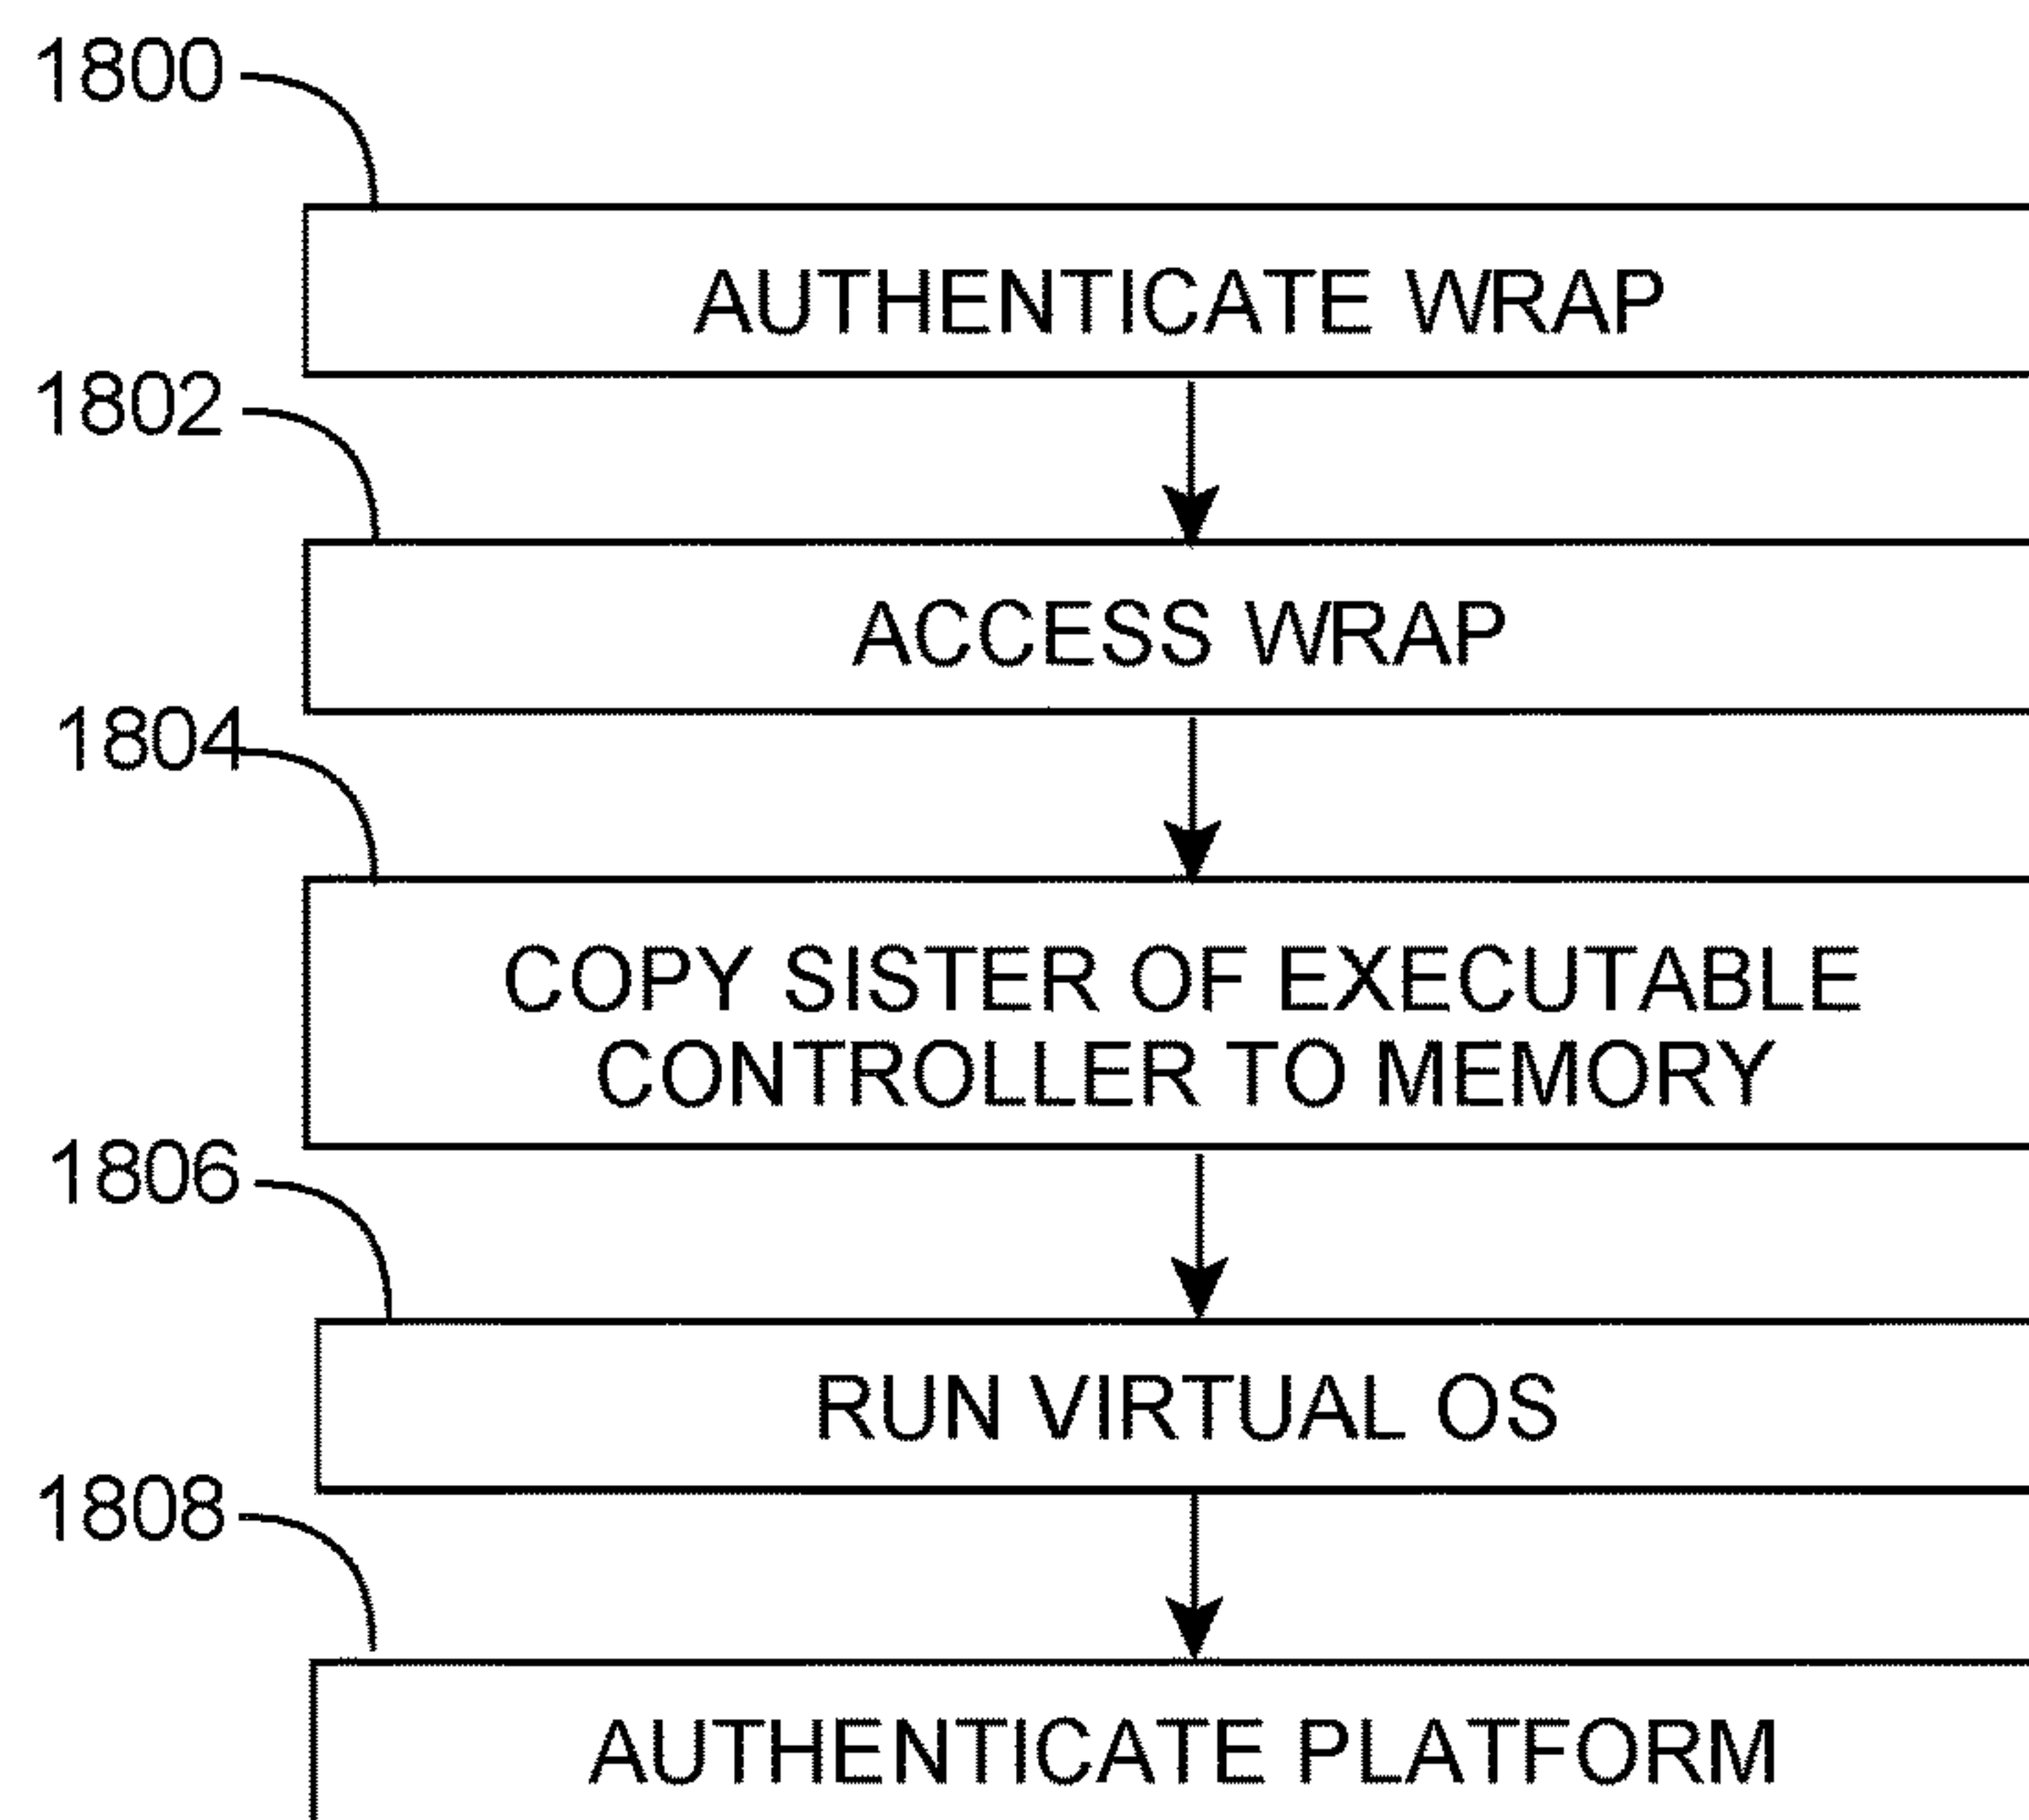 1800
AUTHENTICATE WRAP
1802
ACCESS WRAP
1804
COPY SISTER OF EXECUTABLE
CONTROLLER TO MEMORY
1806
RUN VIRTUAL OS
1808
AUTHENTICATE PLATFORM